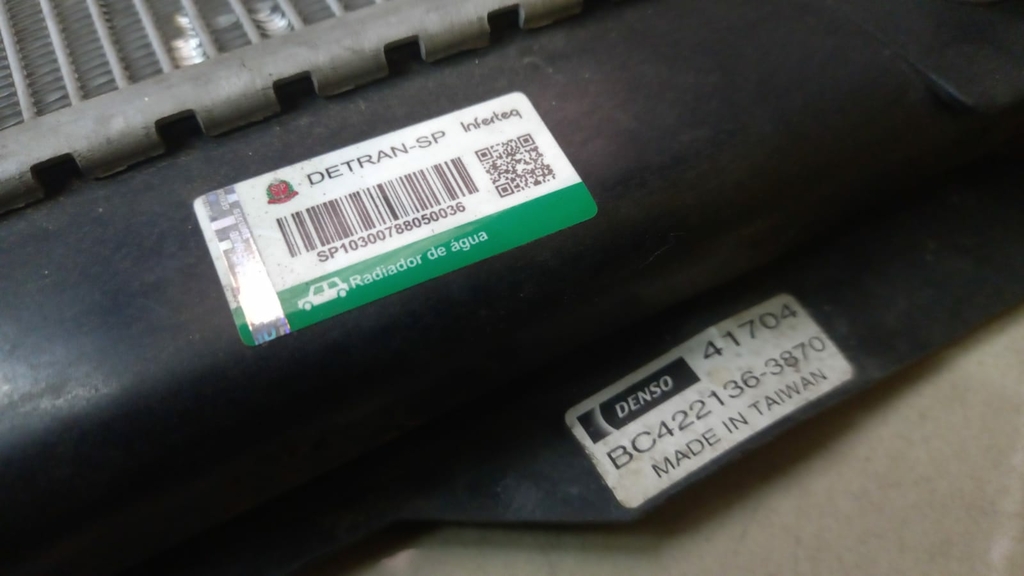 DETRAN-SP Inferteq
SP10300788050036
Radiador de água
DENSO 41704
BC422136-3870
MADE IN TAIWAN